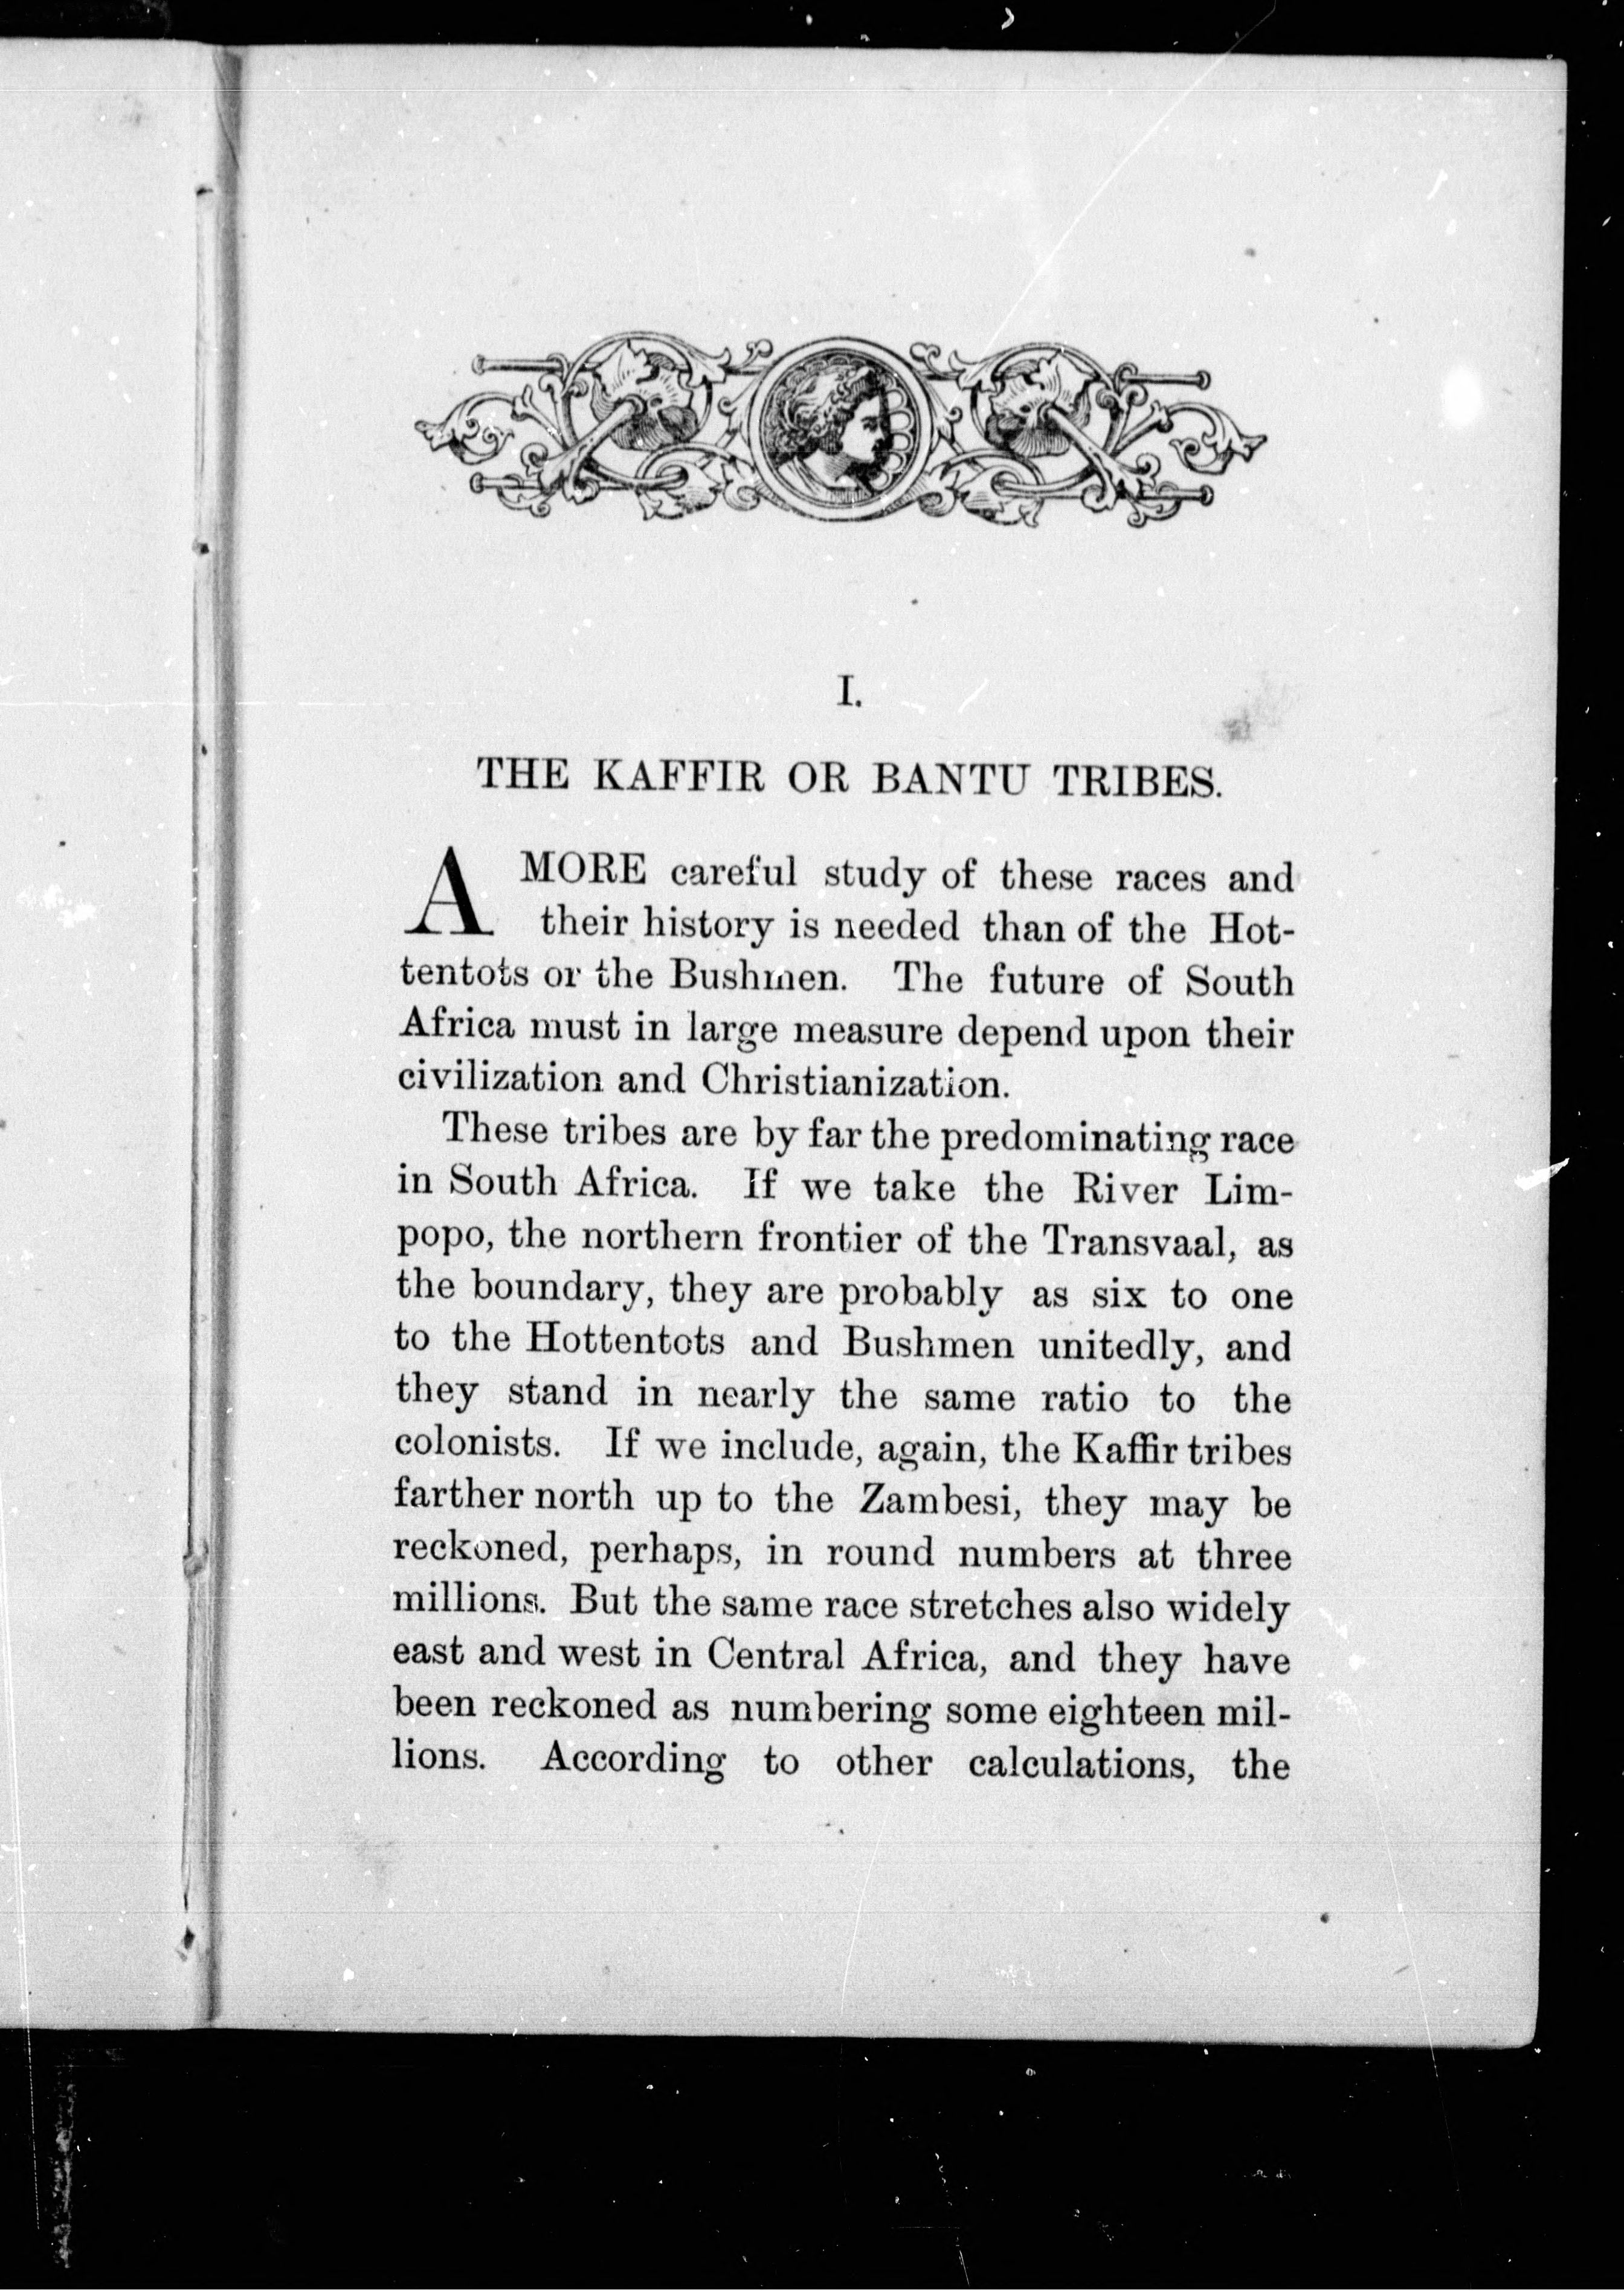 I.
THE KAFFIR OR BANTU TRIBES.
A MORE careful study of these races and
their history is needed than of the Hot-
tentots or the Bushmen. The future of South
Africa must in large measure depend upon their
civilization and Christianization.
These tribes are by far the predominating race
in South Africa. If we take the River Lim-
popo, the northern frontier of the Transvaal, as
the boundary, they are probably as six to one
to the Hottentots and Bushmen unitedly, and
they stand in nearly the same ratio to the
colonists. If we include, again, the Kaffir tribes
farther north up to the Zambesi, they may be
reckoned, perhaps, in round numbers at three
millions. But the same race stretches also widely
east and west in Central Africa, and they have
been reckoned as numbering some eighteen mil-
lions. According to other calculations, the